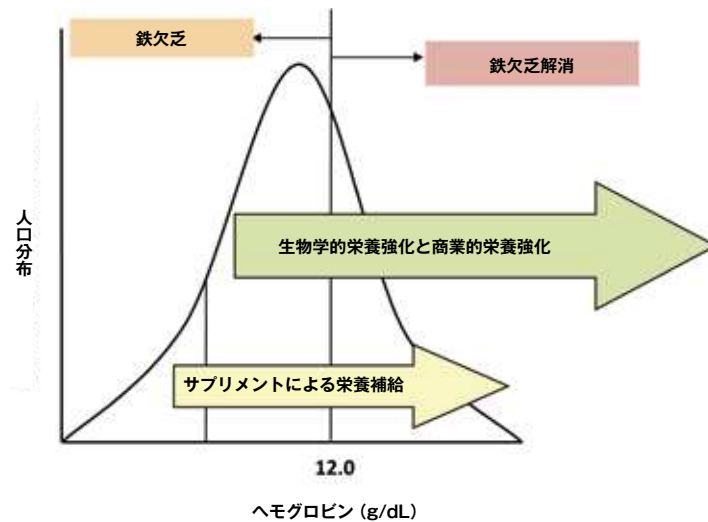 鉄欠乏
鉄欠乏解消
人口分布
生物学的栄養強化と商業的栄養強化
サプリメントによる栄養補給
12.0
ヘモグロビン (g/dL)